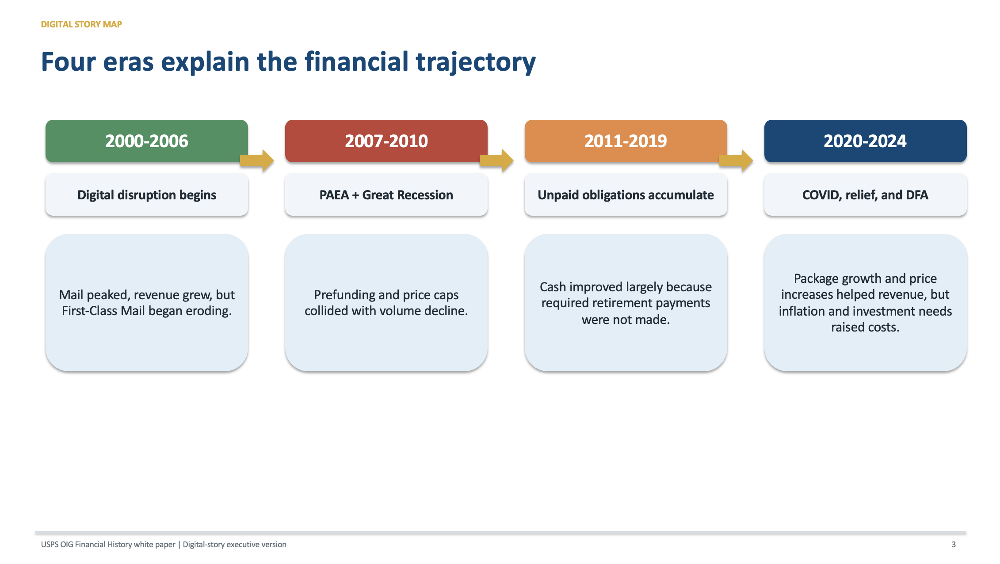 DIGITAL STORY MAP
Four eras explain the financial trajectory
2000-2006
2007-2010
2011-2019
2020-2024
Digital disruption begins
PAEA + Great Recession
Unpaid obligations accumulate
COVID, relief, and DFA
Mail peaked, revenue grew, but
First-Class Mail began eroding.
Prefunding and price caps
collided with volume decline.
Cash improved largely because
required retirement payments
were not made.
Package growth and price
increases helped revenue, but
inflation and investment needs
raised costs.
USPS OIG Financial History white paper | Digital-story executive version
3